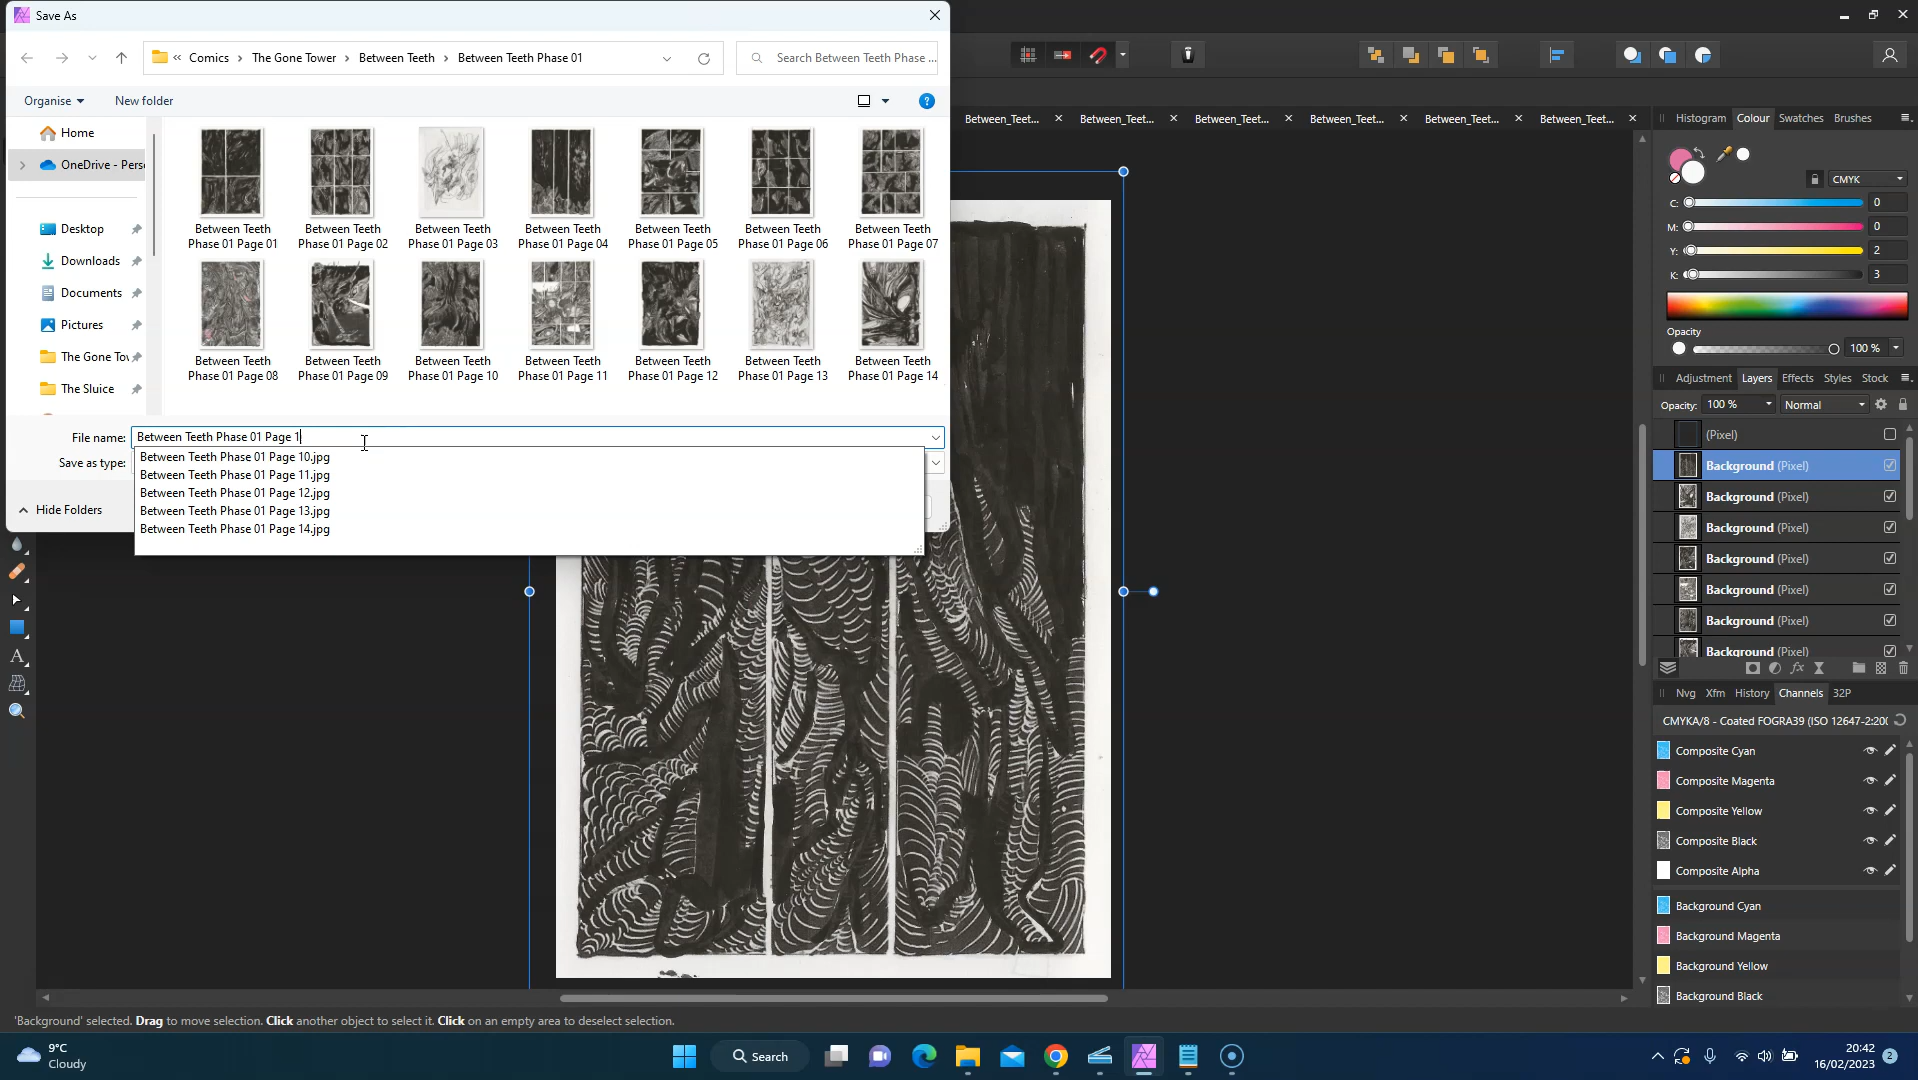 Save As
Comics > The Gone Tower > Between Teeth > Between Teeth Phase 01
Search Between Teeth Phase ...
Organise
New folder
Home
OneDrive - Pers
Desktop
Downloads
Documents
Pictures
The Gone Tov
The Sluice
Between Teeth Phase 01 Page 01
Between Teeth Phase 01 Page 02
Between Teeth Phase 01 Page 03
Between Teeth Phase 01 Page 04
Between Teeth Phase 01 Page 05
Between Teeth Phase 01 Page 06
Between Teeth Phase 01 Page 07
Between Teeth Phase 01 Page 08
Between Teeth Phase 01 Page 09
Between Teeth Phase 01 Page 10
Between Teeth Phase 01 Page 11
Between Teeth Phase 01 Page 12
Between Teeth Phase 01 Page 13
Between Teeth Phase 01 Page 14
File name: Between Teeth Phase 01 Page 1
Save as type:
Between Teeth Phase 01 Page 10.jpg
Between Teeth Phase 01 Page 11.jpg
Between Teeth Phase 01 Page 12.jpg
Between Teeth Phase 01 Page 13.jpg
Between Teeth Phase 01 Page 14.jpg
Hide Folders
Between_Teet...
Between_Teet...
Between_Teet...
Between_Teet...
Between_Teet...
Between_Teet...
Histogram Colour Swatches Brushes
CMYK
C: 0
M: 0
Y: 2
K: 3
Opacity
100 %
Adjustment Layers Effects Styles Stock
Opacity: 100 % Normal
(Pixel)
Background (Pixel)
Background (Pixel)
Background (Pixel)
Background (Pixel)
Background (Pixel)
Background (Pixel)
Background (Pixel)
Nvg Xfm History Channels 32P
CMYKA/8 - Coated FOGRA39 (ISO 12647-2:200
Composite Cyan
Composite Magenta
Composite Yellow
Composite Black
Composite Alpha
Background Cyan
Background Magenta
Background Yellow
Background Black
'Background' selected. Drag to move selection. Click another object to select it. Click on an empty area to deselect selection.
9°C
Cloudy
Search
20:42
16/02/2023
2